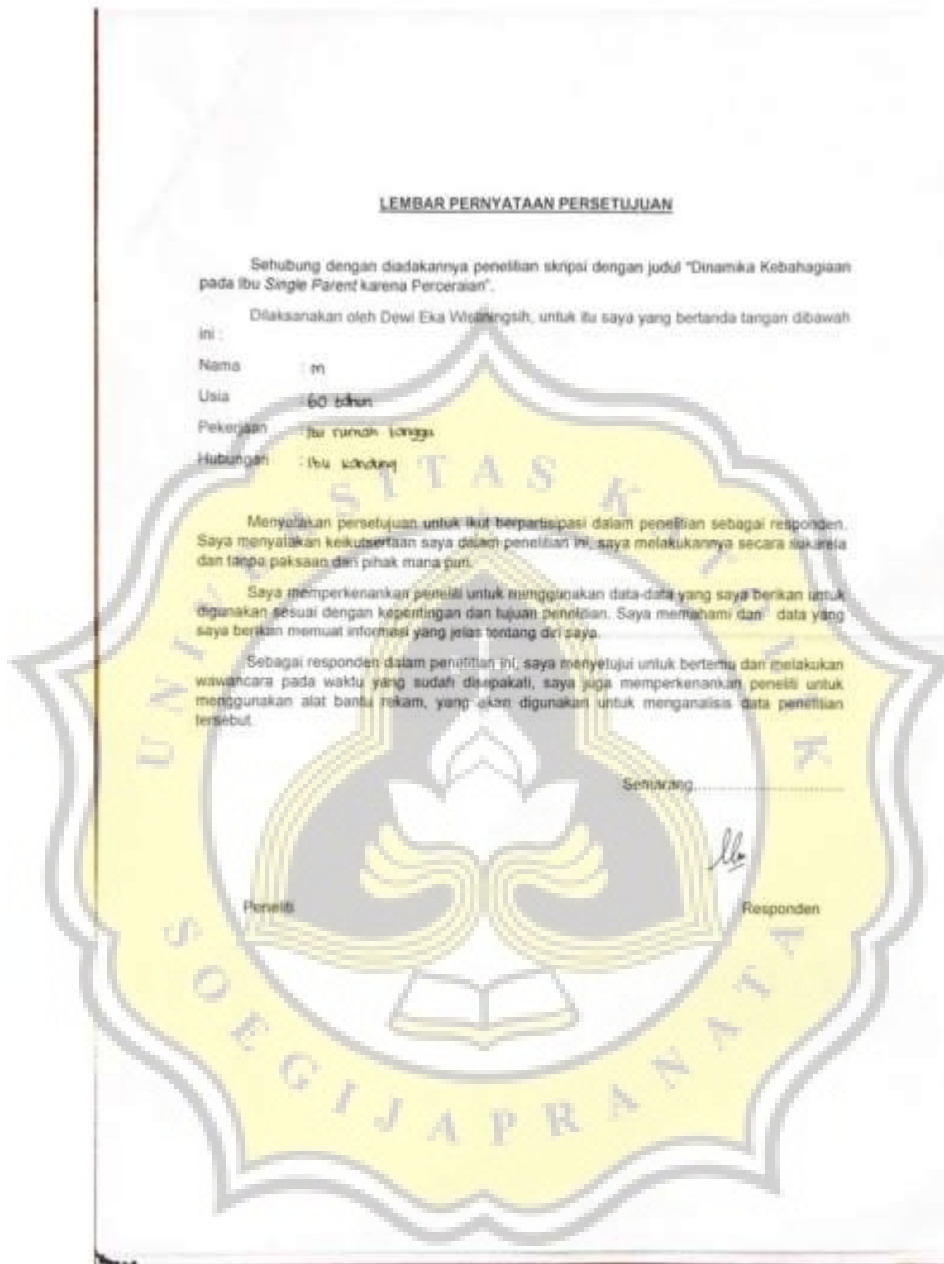 LEMBAR PERNYATAAN PERSETUJUAN
Sehubung dengan diadakannya penelitian skripsi dengan judul "Dinamika Kebahagiaan
pada Ibu Single Parent karena Perceraian".
Dilaksanakan oleh Dewi Eka Wisaningsih, untuk itu saya yang bertanda tangan dibawah
ini :
Nama : M
Usia : 60 tahun
Pekerjaan : Ibu rumah tangga
Hubungan : Ibu kandung
Menyatakan persetujuan untuk ikut berpartisipasi dalam penelitian sebagai responden.
Saya menyatakan keikutsertaan saya dalam penelitian ini, saya melakukannya secara sukarela
dan tanpa paksaan dari pihak mana pun.
Saya memperkenankan peneliti untuk menggunakan data-data yang saya berikan untuk
digunakan sesuai dengan kepentingan dan tujuan penelitian. Saya memahami dan data yang
saya berikan memuat informasi yang jelas tentang diri saya.
Sebagai responden dalam penelitian ini, saya menyetujui untuk bertemu dan melakukan
wawancara pada waktu yang sudah disepakati, saya juga memperkenankan peneliti untuk
menggunakan alat bantu rekam, yang akan digunakan untuk menganalisis data penelitian
tersebut.
Semarang....................
Peneliti Responden
UNIVERSITAS KATOLIK
SOEGIJAPRANATA